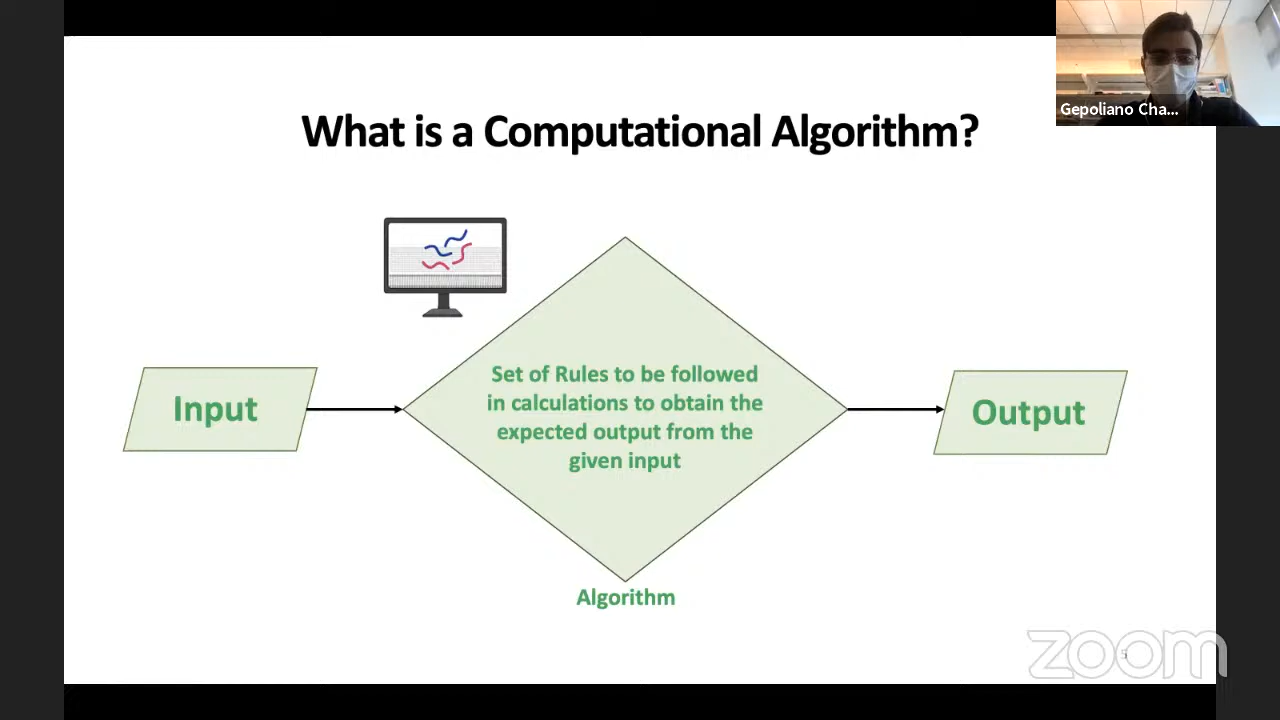 What is a Computational Algorithm?
Gepoliano Cha...
Input
Set of Rules to be followed
in calculations to obtain the
expected output from the
given input
Output
Algorithm
5
zoom